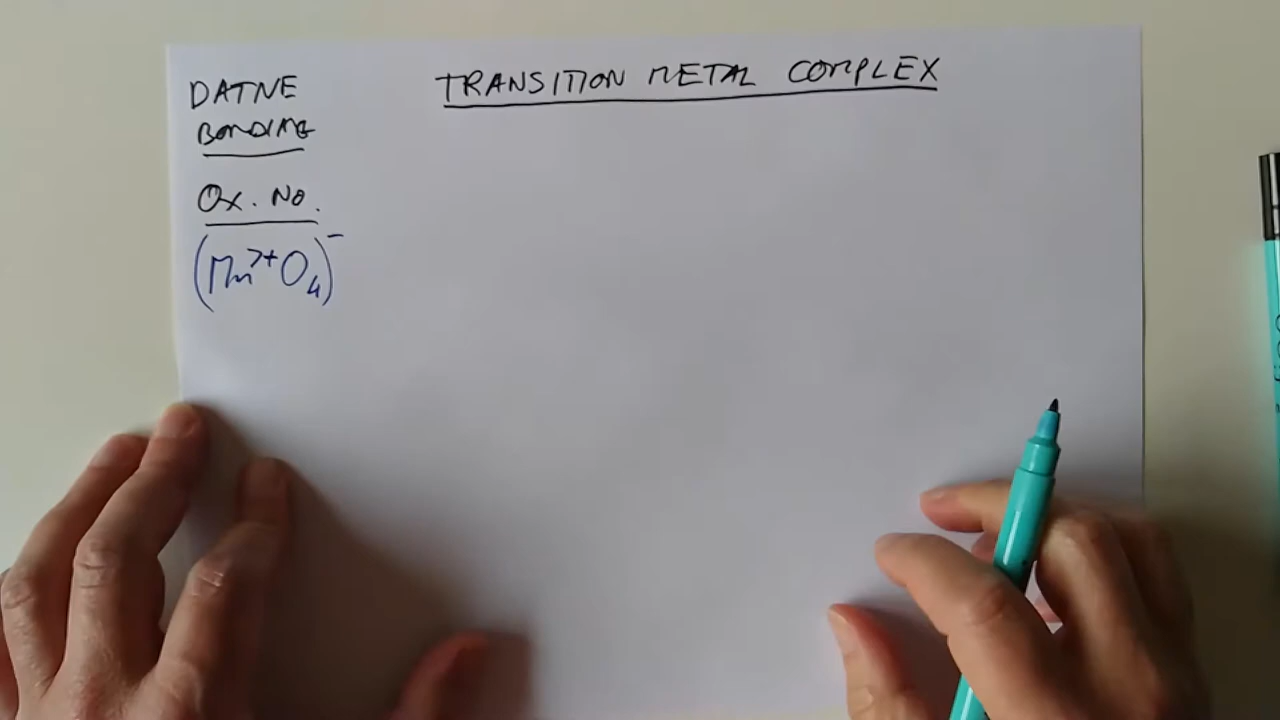 TRANSITION METAL COMPLEX
DATIVE
BONDING
Ox. No.
(Mn⁷⁺O₄)⁻